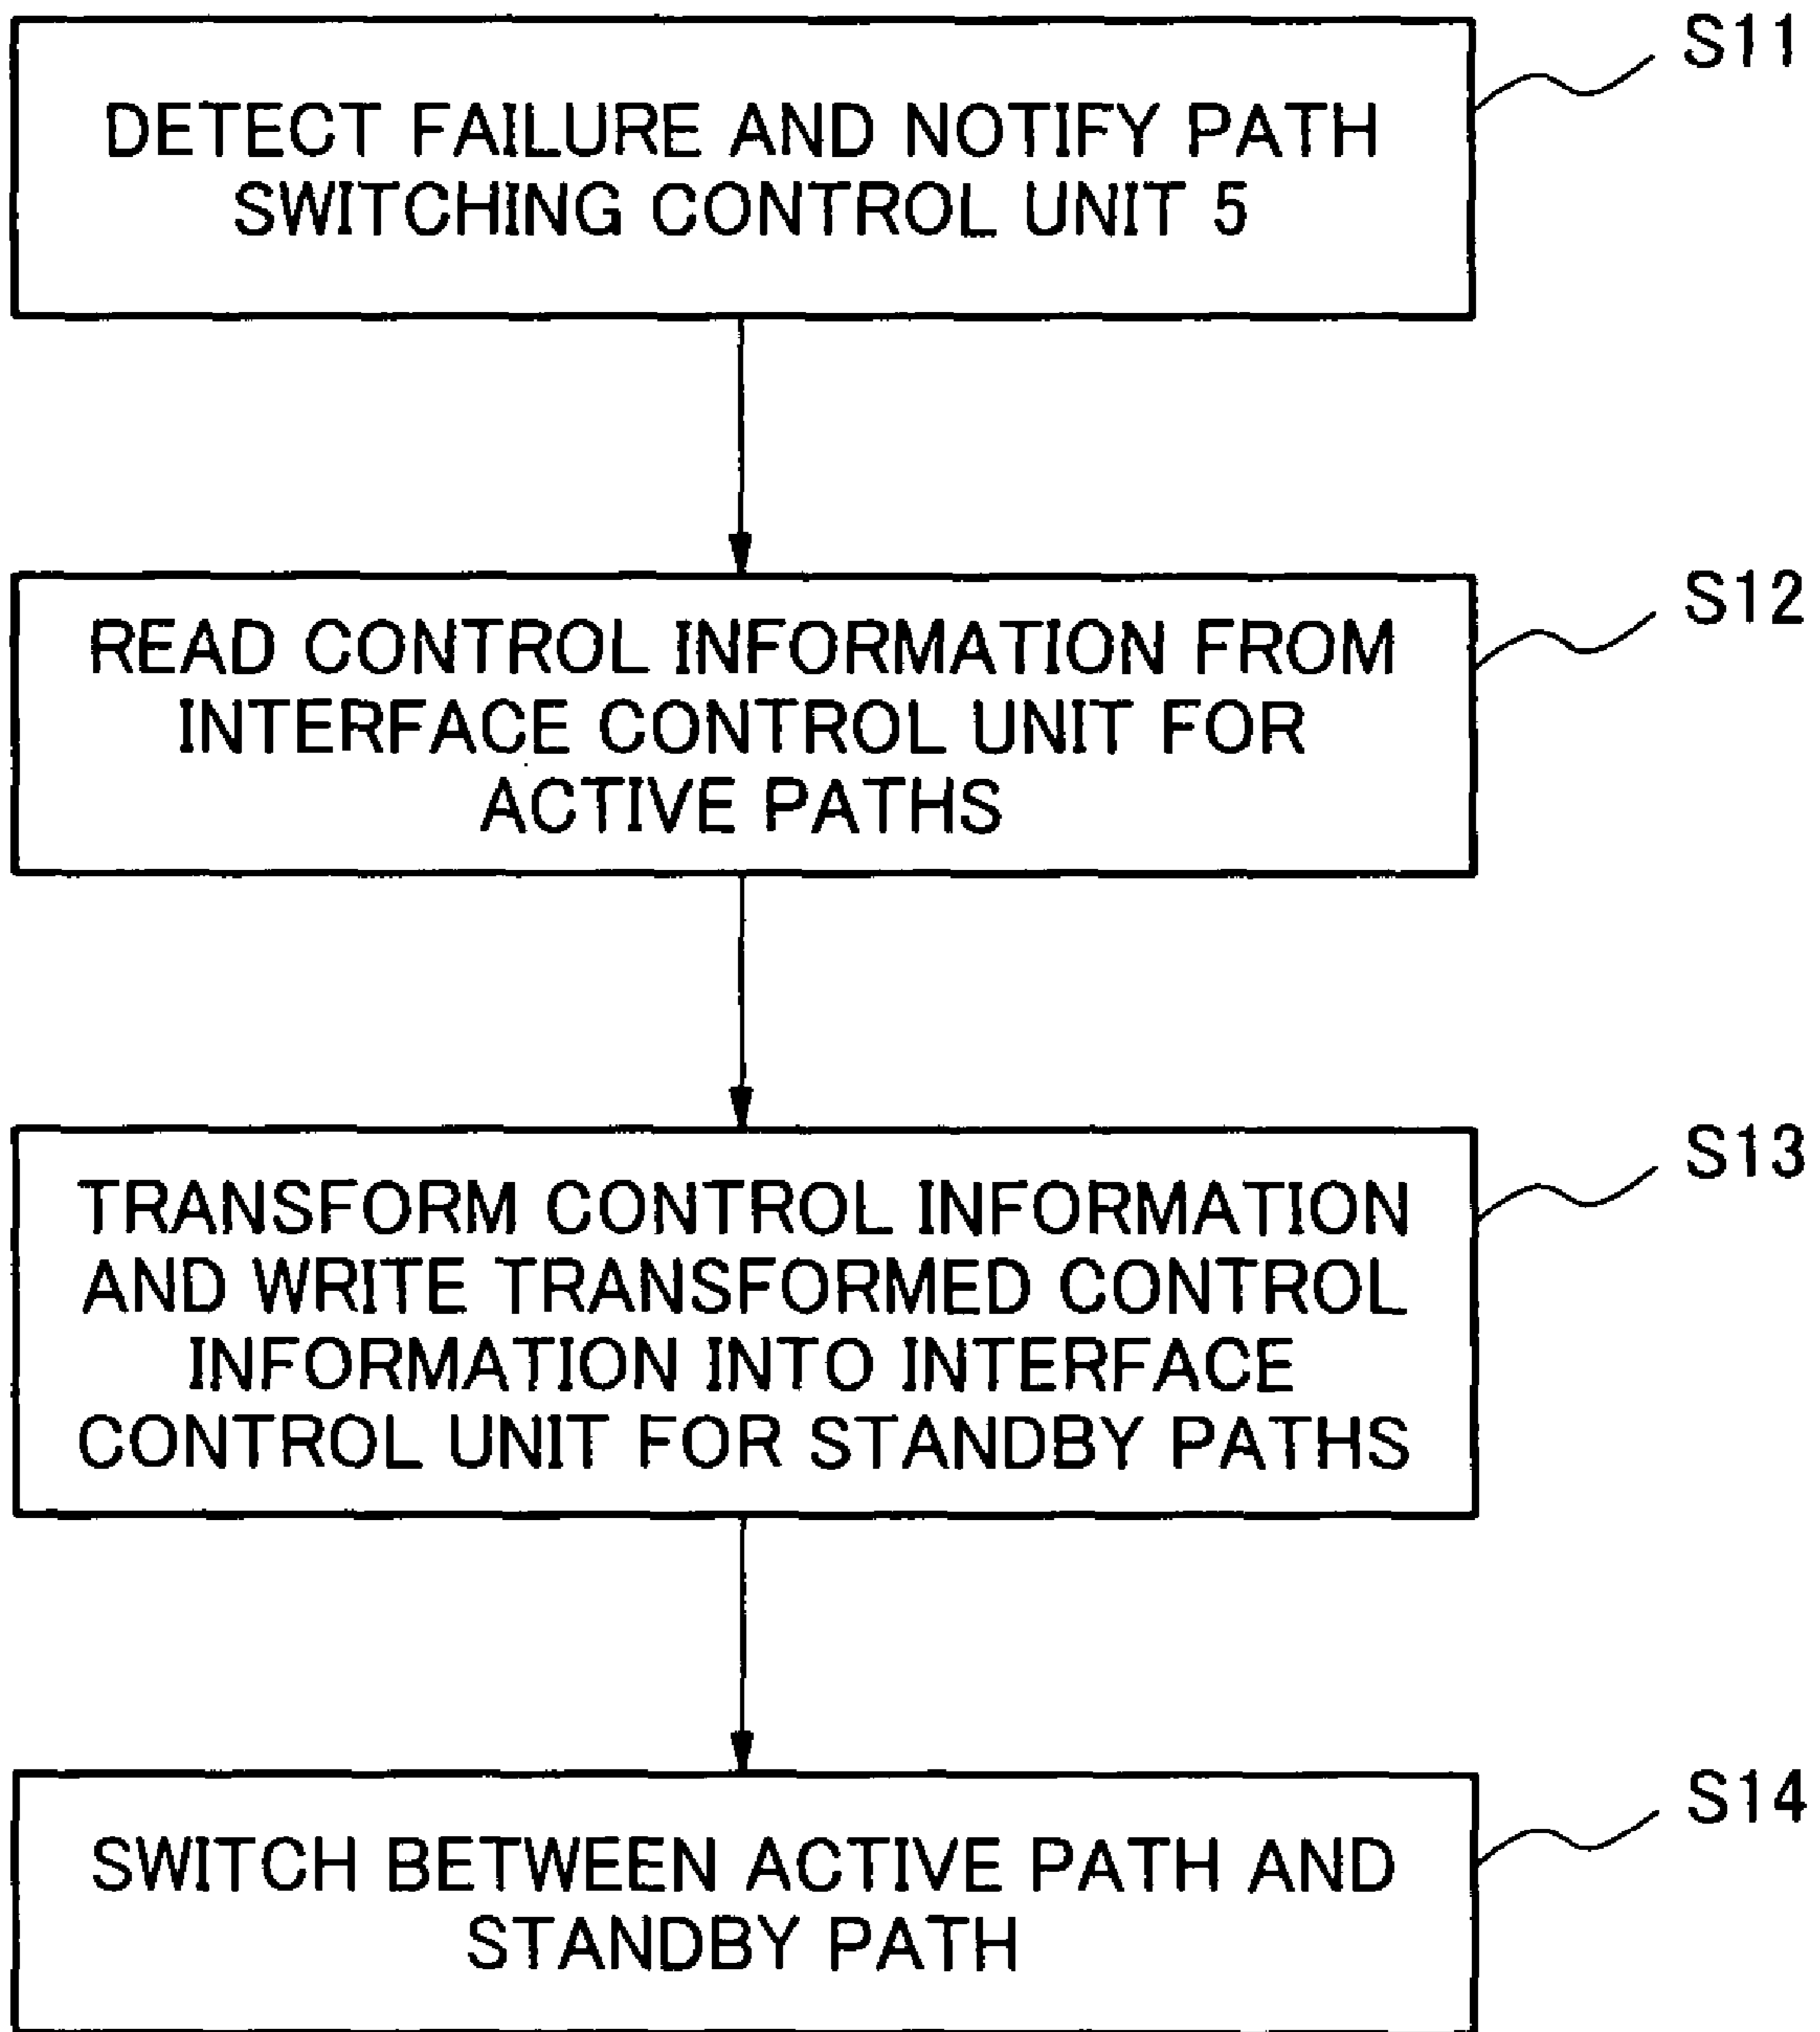 S11
DETECT FAILURE AND NOTIFY PATH
SWITCHING CONTROL UNIT 5
S12
READ CONTROL INFORMATION FROM
INTERFACE CONTROL UNIT FOR
ACTIVE PATHS
S13
TRANSFORM CONTROL INFORMATION
AND WRITE TRANSFORMED CONTROL
INFORMATION INTO INTERFACE
CONTROL UNIT FOR STANDBY PATHS
S14
SWITCH BETWEEN ACTIVE PATH AND
STANDBY PATH